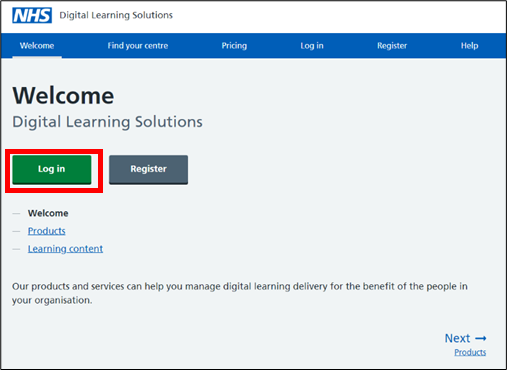 NHS Digital Learning Solutions
Welcome Find your centre Pricing Log in Register Help
Welcome
Digital Learning Solutions
Log in Register
— Welcome
— Products
— Learning content
Our products and services can help you manage digital learning delivery for the benefit of the people in
your organisation.
Next →
Products